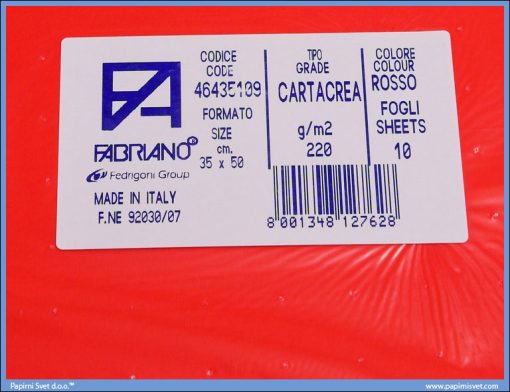 FABRIANO®
Fedrigoni Group
MADE IN ITALY
F.NE 92030/07
CODICE
CODE
46435109
FORMATO
SIZE
cm.
35 x 50
TIPO
GRADE
CARTACREA
g/m2
220
COLORE
COLOUR
ROSSO
FOGLI
SHEETS
10
8 001348 127628
Papirni Svet d.o.o.™
www.papirnisvet.com